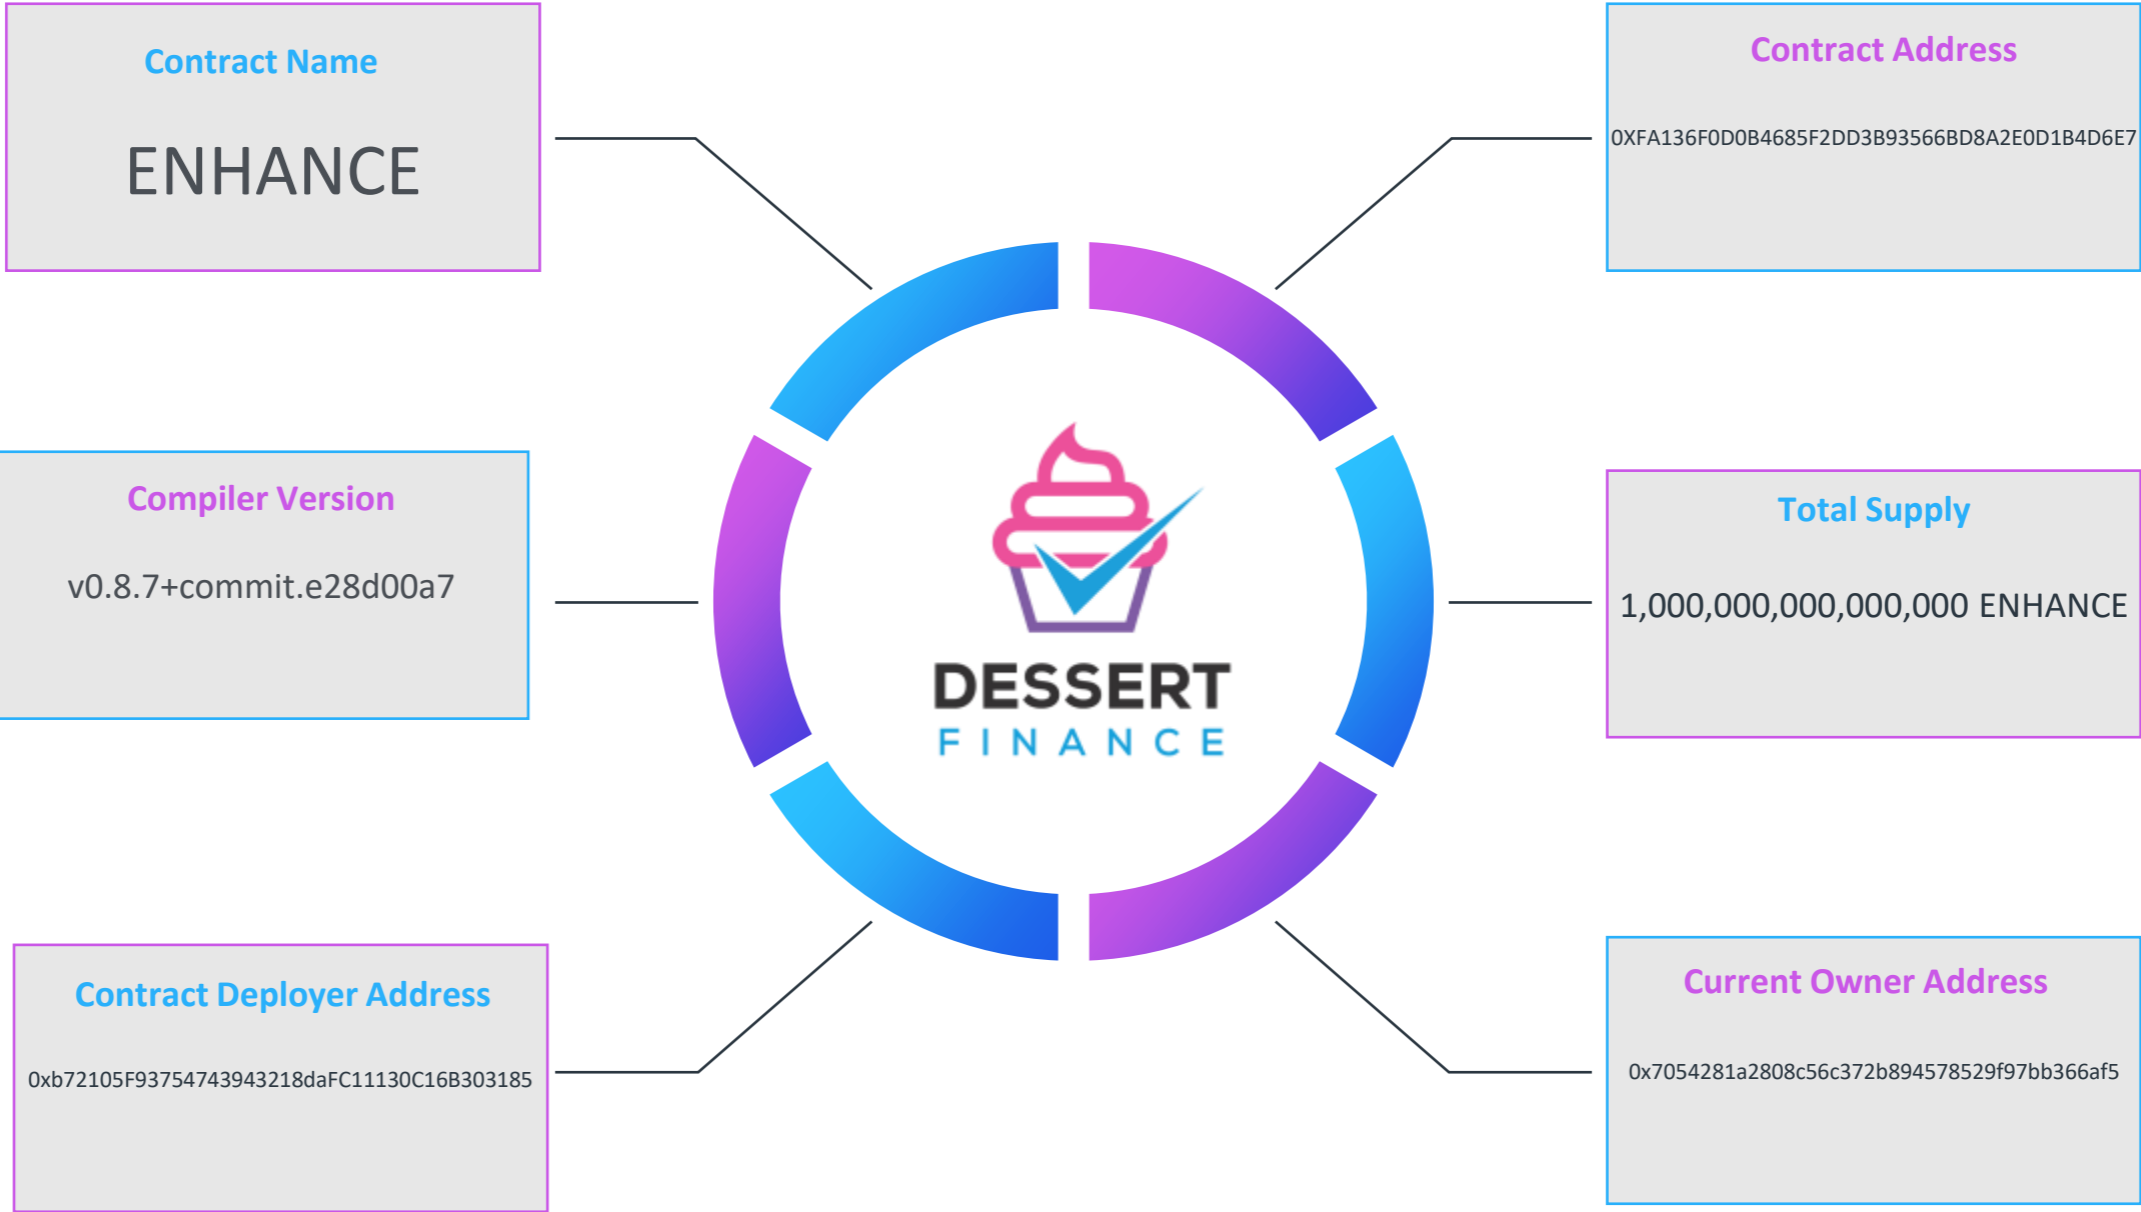 Contract Name
ENHANCE
Contract Address
0XFA136F0D0B4685F2DD3B93566BD8A2E0D1B4D6E7
Compiler Version
v0.8.7+commit.e28d00a7
Total Supply
1,000,000,000,000,000 ENHANCE
DESSERT
FINANCE
Contract Deployer Address
0xb72105F93754743943218daFC11130C16B303185
Current Owner Address
0x7054281a2808c56c372b894578529f97bb366af5